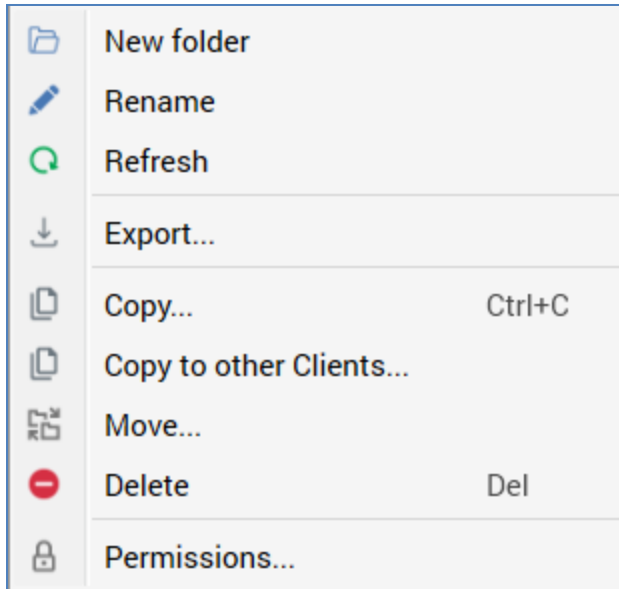 New folder
Rename
Refresh
Export...
Copy... Ctrl+C
Copy to other Clients...
Move...
Delete Del
Permissions...